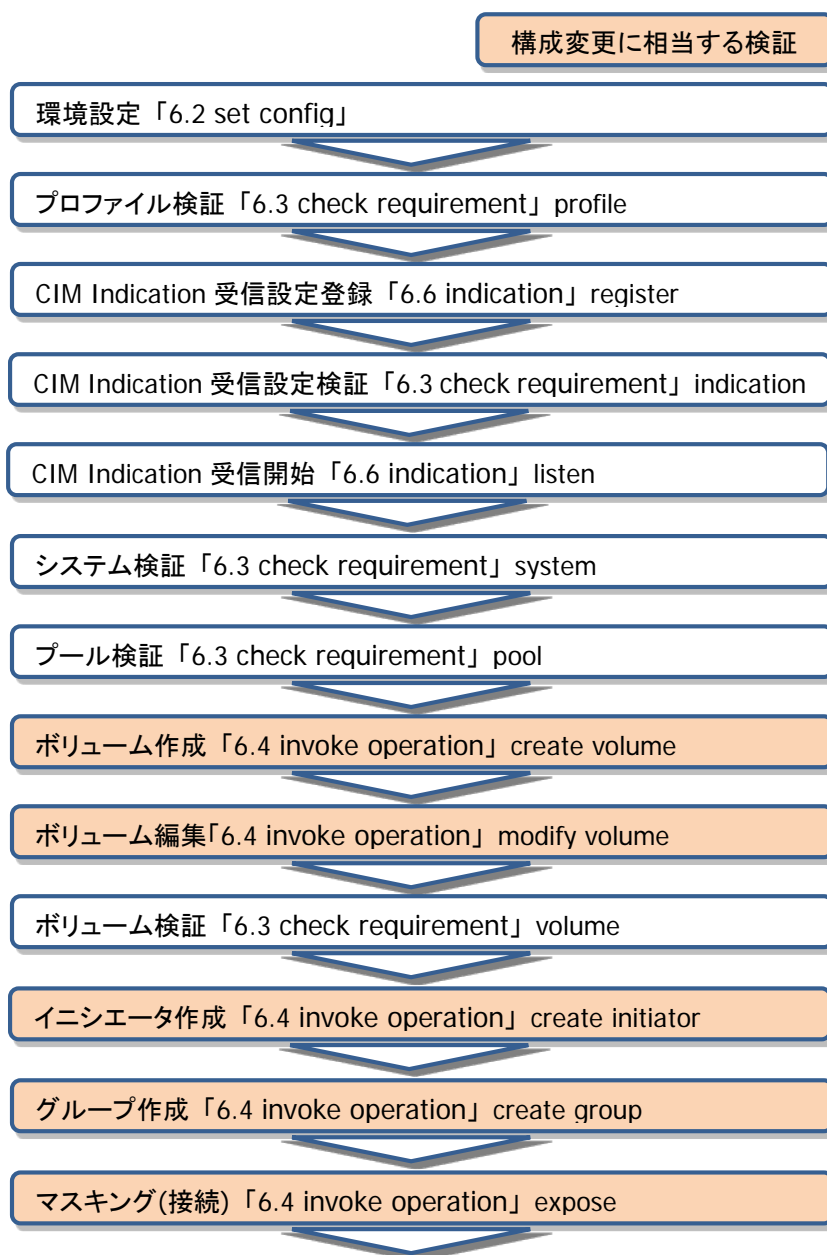 構成変更に相当する検証
環境設定「6.2 set config」
プロファイル検証「6.3 check requirement」profile
CIM Indication 受信設定登録「6.6 indication」register
CIM Indication 受信設定検証「6.3 check requirement」indication
CIM Indication 受信開始「6.6 indication」listen
システム検証「6.3 check requirement」system
プール検証「6.3 check requirement」pool
ボリューム作成「6.4 invoke operation」create volume
ボリューム編集「6.4 invoke operation」modify volume
ボリューム検証「6.3 check requirement」volume
イニシエータ作成「6.4 invoke operation」create initiator
グループ作成「6.4 invoke operation」create group
マスキング(接続)「6.4 invoke operation」expose